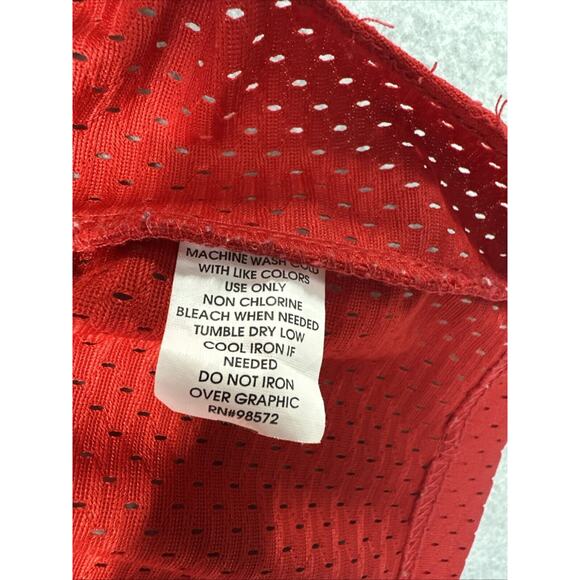 MACHINE WASH COLD
WITH LIKE COLORS
USE ONLY
NON CHLORINE
BLEACH WHEN NEEDED
TUMBLE DRY LOW
COOL IRON IF
NEEDED
DO NOT IRON
OVER GRAPHIC
RN#98572